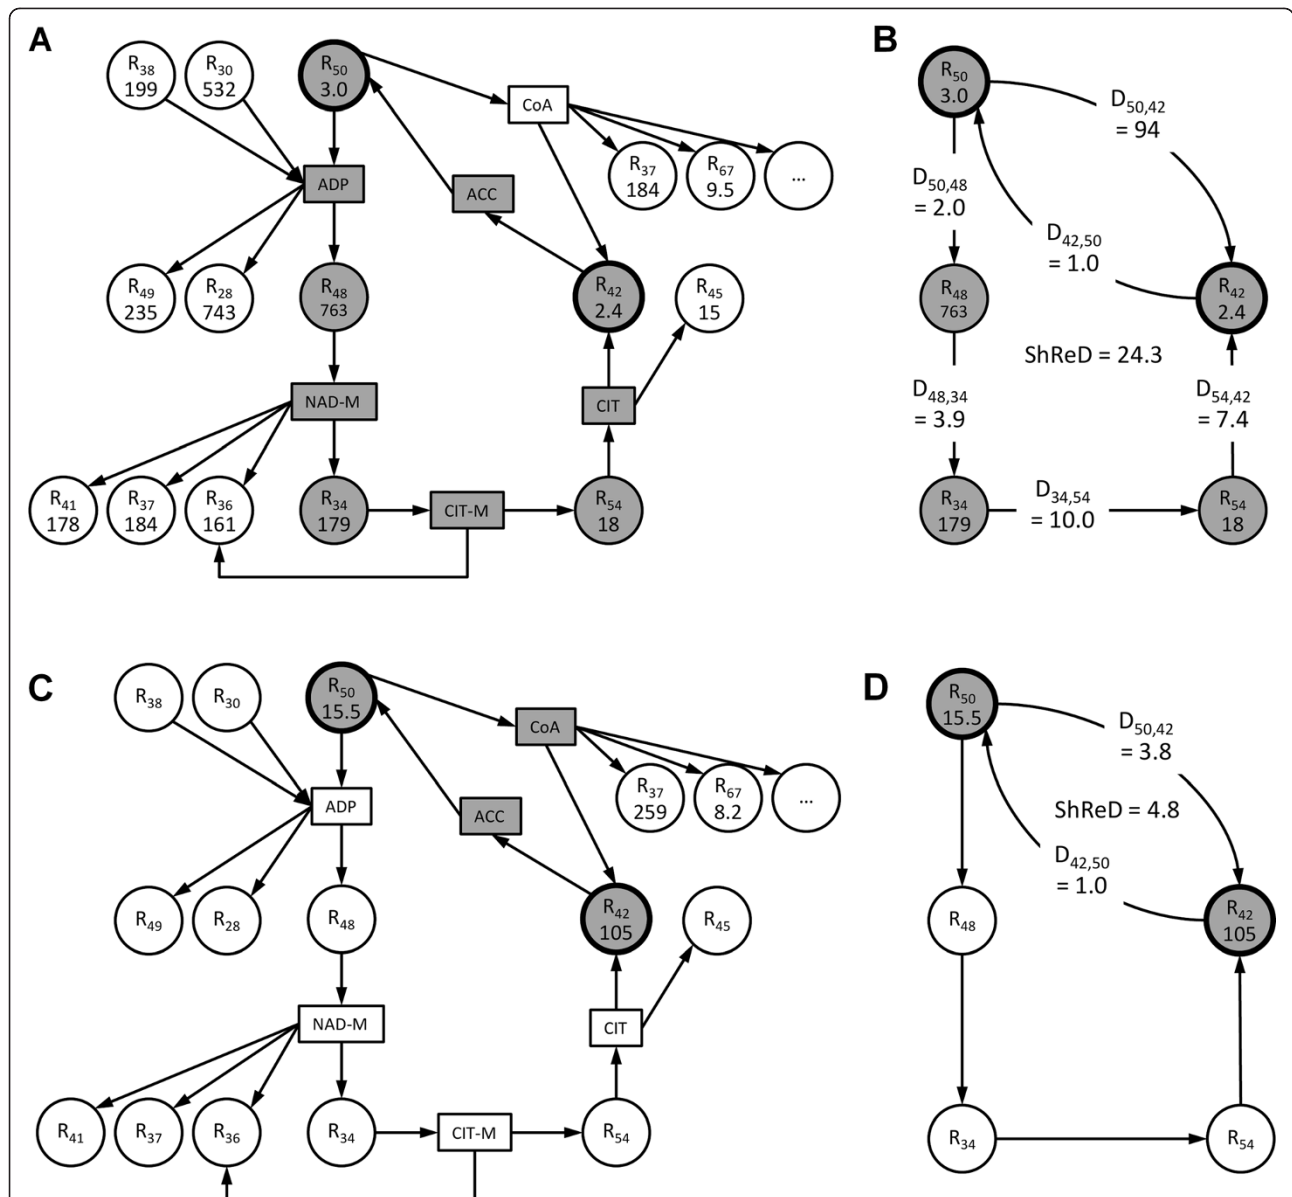 A
R38
199
R30
532
R50
3.0
CoA
R37
184
R67
9.5
...
ADP
ACC
R49
235
R28
743
R48
763
R42
2.4
R45
15
NAD-M
CIT
R41
178
R37
184
R36
161
R34
179
CIT-M
R54
18
B
R50
3.0
D50,42
= 94
D50,48
= 2.0
D42,50
= 1.0
R48
763
R42
2.4
ShReD = 24.3
D48,34
= 3.9
D54,42
= 7.4
R34
179
D34,54
= 10.0
R54
18
C
R38
R30
R50
15.5
CoA
R37
259
R67
8.2
...
ADP
ACC
R49
R28
R48
R42
105
R45
NAD-M
CIT
R41
R37
R36
R34
CIT-M
R54
D
R50
15.5
D50,42
= 3.8
ShReD = 4.8
D42,50
= 1.0
R48
R42
105
R34
R54